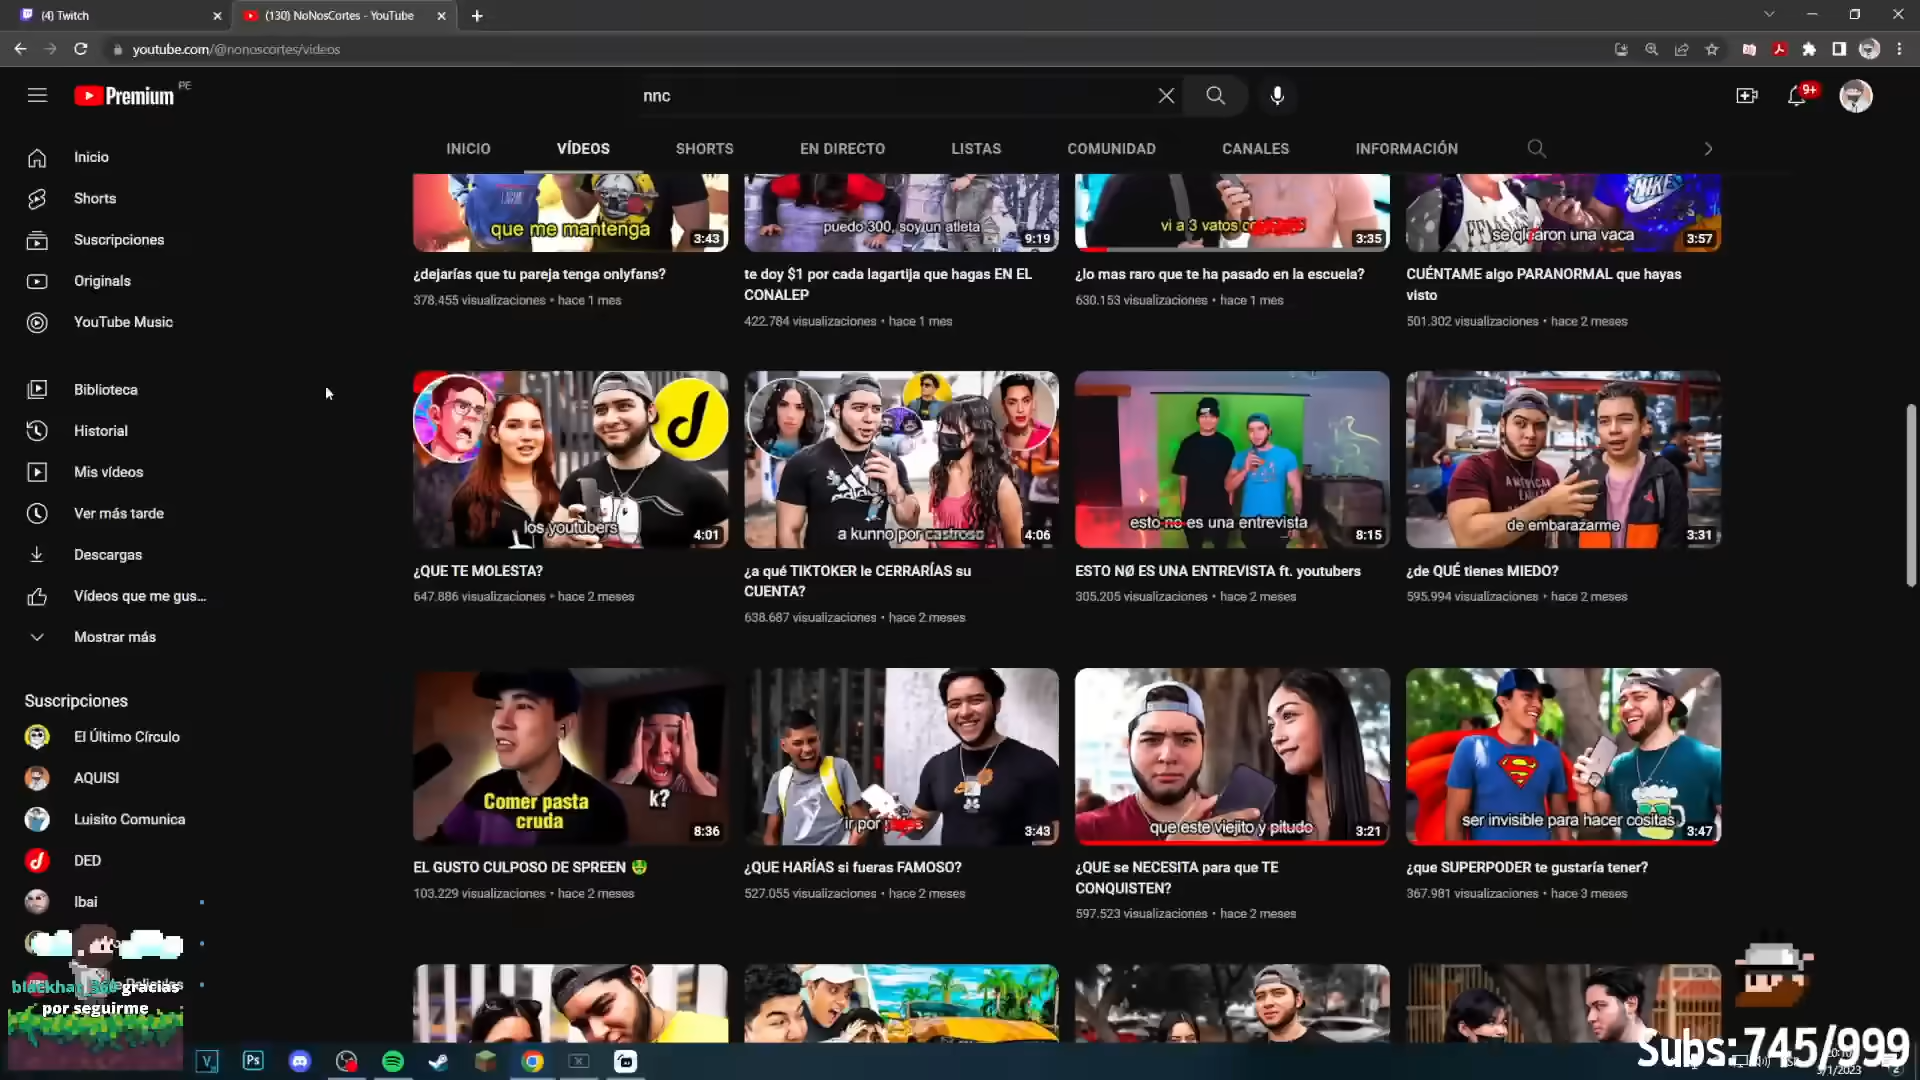 (4) Twitch
(130) NoNosCortes - YouTube
youtube.com/@nonoscortes/videos
Premium PE
nnc
9+
INICIO
VÍDEOS
SHORTS
EN DIRECTO
LISTAS
COMUNIDAD
CANALES
INFORMACIÓN
Inicio
Shorts
Suscripciones
Originals
YouTube Music
Biblioteca
Historial
Mis vídeos
Ver más tarde
Descargas
Vídeos que me gus...
Mostrar más
Suscripciones
El Último Círculo
AQUISI
Luisito Comunica
DED
Ibai
gracias
por seguirme
que me mantenga
3:43
¿dejarías que tu pareja tenga onlyfans?
378.455 visualizaciones • hace 1 mes
puedo 300, soy un atleta
9:19
te doy $1 por cada lagartija que hagas EN EL
CONALEP
422.784 visualizaciones • hace 1 mes
vi a 3 vatos
3:35
¿lo mas raro que te ha pasado en la escuela?
630.153 visualizaciones • hace 1 mes
NIKE
una vaca
3:57
CUÉNTAME algo PARANORMAL que hayas
visto
501.302 visualizaciones • hace 2 meses
los youtubers
4:01
¿QUE TE MOLESTA?
647.886 visualizaciones • hace 2 meses
adidas
a kunno por castroso
4:06
¿a qué TIKTOKER le CERRARÍAS su
CUENTA?
638.687 visualizaciones • hace 2 meses
esto no es una entrevista
8:15
ESTO NØ ES UNA ENTREVISTA ft. youtubers
305.205 visualizaciones • hace 2 meses
AMERICAN
de embarazarme
3:31
¿de QUÉ tienes MIEDO?
595.994 visualizaciones • hace 2 meses
Comer pasta
cruda
k?
8:36
EL GUSTO CULPOSO DE SPREEN
103.229 visualizaciones • hace 2 meses
ir por
3:43
¿QUE HARÍAS si fueras FAMOSO?
527.055 visualizaciones • hace 2 meses
que este viejito y pitudo
3:21
¿QUE se NECESITA para que TE
CONQUISTEN?
597.523 visualizaciones • hace 2 meses
ser invisible para hacer cositas
3:47
¿que SUPERPODER te gustaría tener?
367.981 visualizaciones • hace 3 meses
V
Ps
Subs:745/999